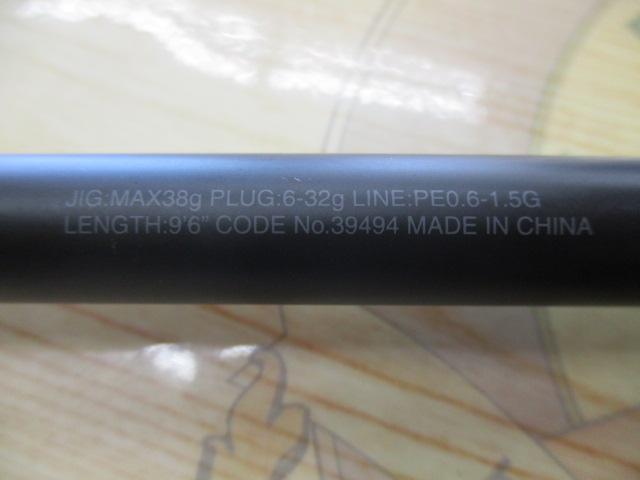 JIG:MAX38g PLUG:6-32g LINE:PE0.6-1.5G
LENGTH:9'6" CODE No.39494 MADE IN CHINA